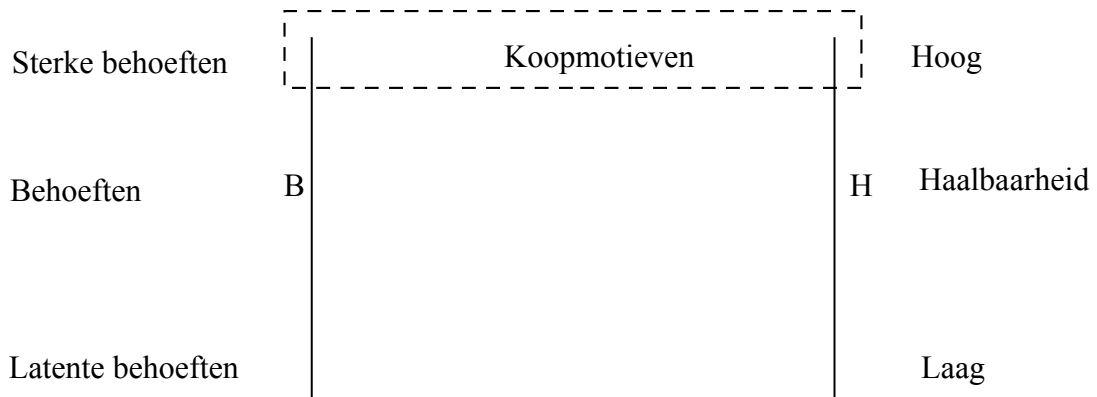 Sterke behoeften
Koopmotieven
Hoog
Behoeften
B
H
Haalbaarheid
Latente behoeften
Laag